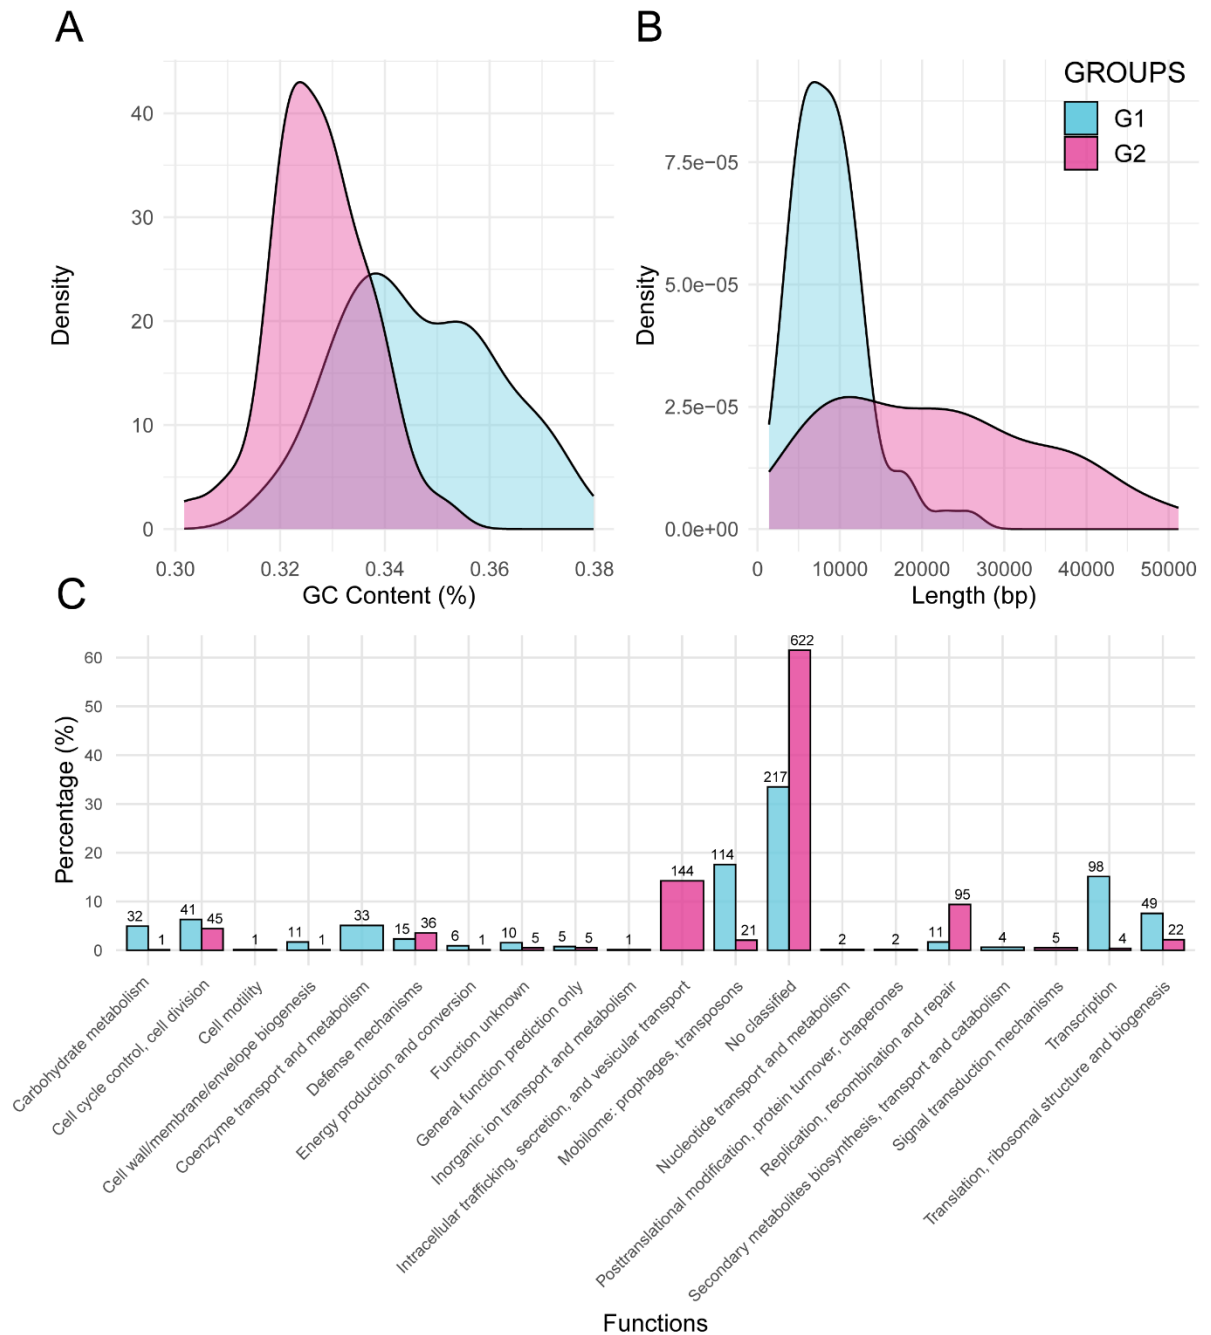 A
Density
40
30
20
10
0
0.30 0.32 0.34 0.36 0.38
GC Content (%)
B
GROUPS
G1
G2
Density
7.5e−05
5.0e−05
2.5e−05
0.0e+00
0 10000 20000 30000 40000 50000
Length (bp)
C
Percentage (%)
60
50
40
30
20
10
0
32 1 41 45 1 11 1 33 15 36 6 1 10 5 5 5 1 144 114 21 217 622 2 2 11 95 4 5 98 4 49 22
Carbohydrate metabolism
Cell cycle control, cell division
Cell motility
Cell wall/membrane/envelope biogenesis
Coenzyme transport and metabolism
Defense mechanisms
Energy production and conversion
Function unknown
General function prediction only
Inorganic ion transport and metabolism
Intracellular trafficking, secretion, and vesicular transport
Mobilome: prophages, transposons
No classified
Nucleotide transport and metabolism
Posttranslational modification, protein turnover, chaperones
Replication, recombination and repair
Secondary metabolites biosynthesis, transport and catabolism
Signal transduction mechanisms
Transcription
Translation, ribosomal structure and biogenesis
Functions